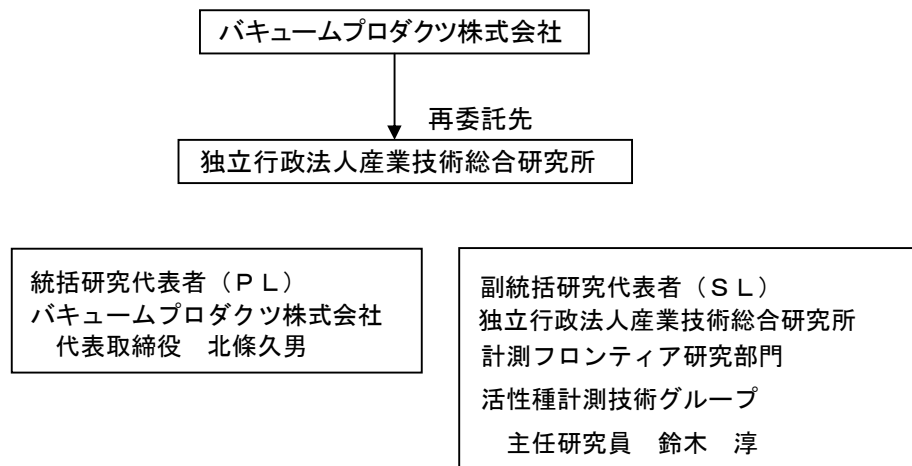 バキュームプロダクツ株式会社
再委託先
独立行政法人産業技術総合研究所
統括研究代表者（ＰＬ）
バキュームプロダクツ株式会社
代表取締役　北條久男
副統括研究代表者（ＳＬ）
独立行政法人産業技術総合研究所
計測フロンティア研究部門
活性種計測技術グループ
主任研究員　鈴木　淳